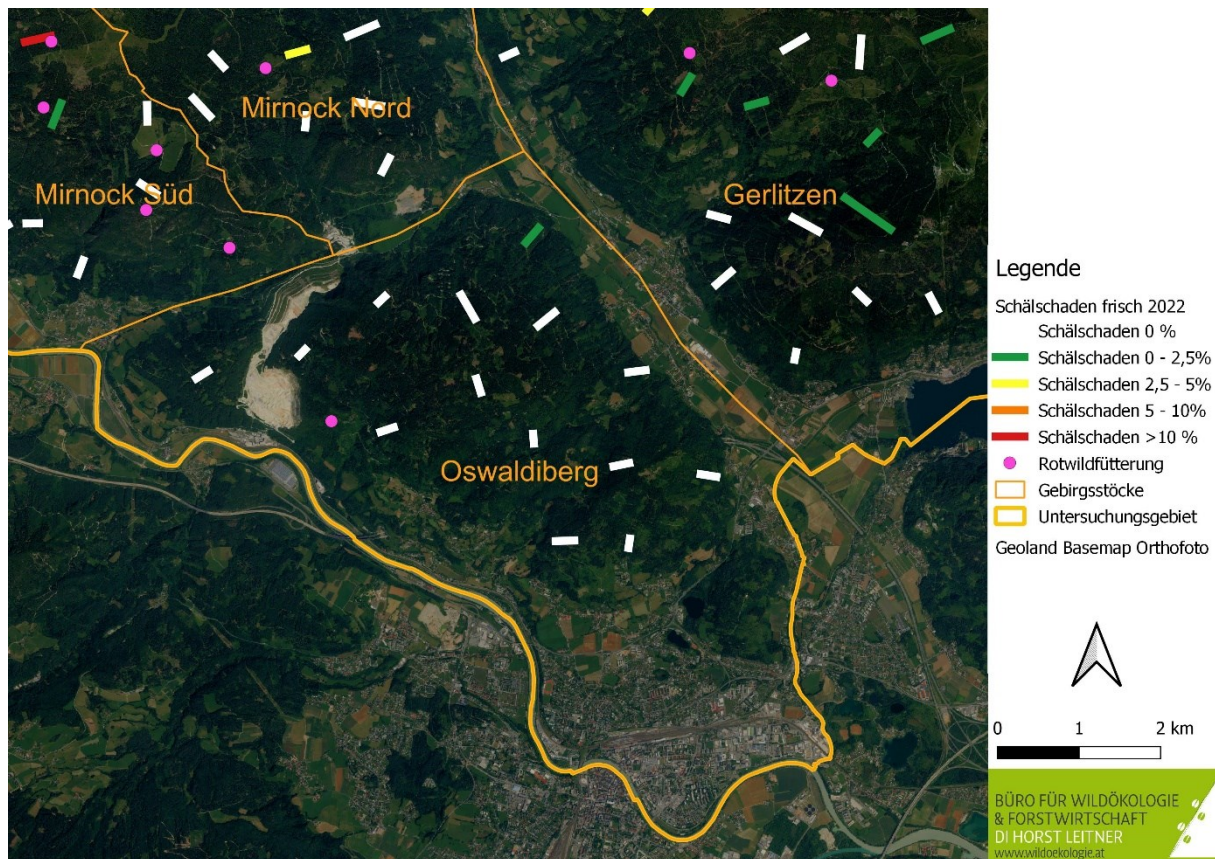 Mirnock Nord
Mirnock Süd
Gerlitzen
Oswaldiberg
Legende
Schälschaden frisch 2022
Schälschaden 0 %
Schälschaden 0 - 2,5%
Schälschaden 2,5 - 5%
Schälschaden 5 - 10%
Schälschaden >10 %
Rotwildfütterung
Gebirgsstöcke
Untersuchungsgebiet
Geoland Basemap Orthofoto
0 1 2 km
BÜRO FÜR WILDÖKOLOGIE
& FORSTWIRTSCHAFT
DI HORST LEITNER
www.wildoekologie.at